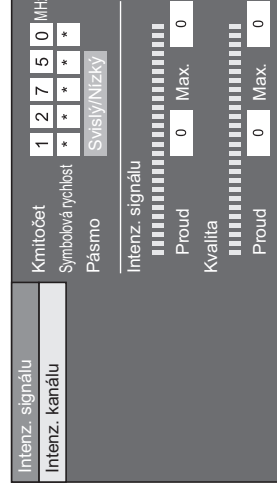 Intenz. signálu
Intenz. kanálu
Kmitočet 1 2 7 5 0 MHz
Symbolová rychlost * * * * *
Pásmo Svislý/Nízký
Intenz. signálu
Proud 0 Max. 0
Kvalita
Proud 0 Max. 0